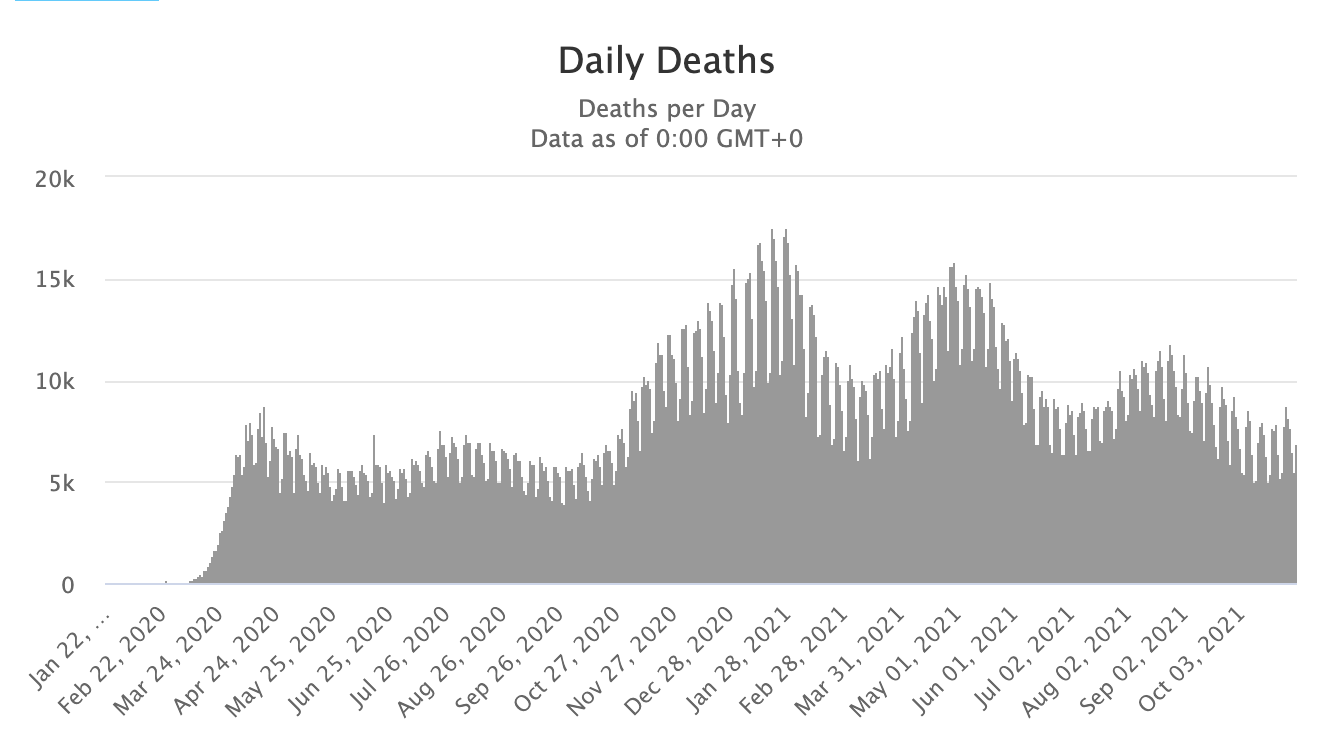 Daily Deaths
Deaths per Day
Data as of 0:00 GMT+0
20k
15k
10k
5k
0
Jan 22, ...
Feb 22, 2020
Mar 24, 2020
Apr 24, 2020
May 25, 2020
Jun 25, 2020
Jul 26, 2020
Aug 26, 2020
Sep 26, 2020
Oct 27, 2020
Nov 27, 2020
Dec 28, 2020
Jan 28, 2021
Feb 28, 2021
Mar 31, 2021
May 01, 2021
Jun 01, 2021
Jul 02, 2021
Aug 02, 2021
Sep 02, 2021
Oct 03, 2021